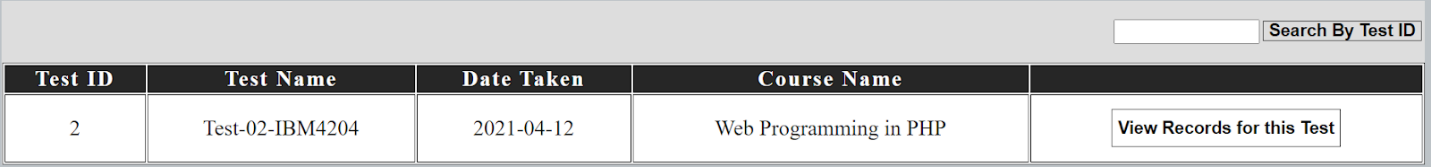 Search By Test ID
Test ID Test Name Date Taken Course Name
2 Test-02-IBM4204 2021-04-12 Web Programming in PHP View Records for this Test